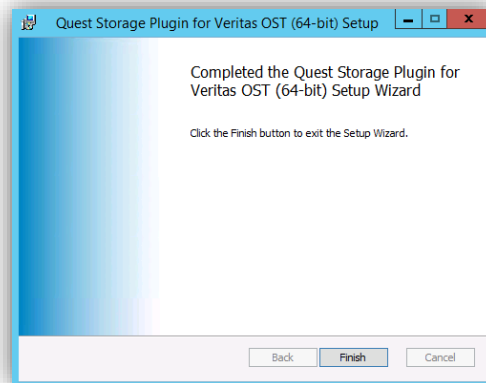 Quest Storage Plugin for Veritas OST (64-bit) Setup
Completed the Quest Storage Plugin for
Veritas OST (64-bit) Setup Wizard
Click the Finish button to exit the Setup Wizard.
Back Finish Cancel